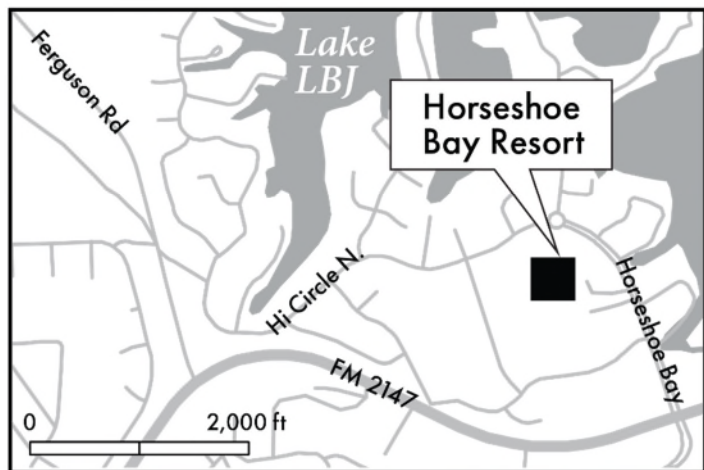 Ferguson Rd
Lake
LBJ
Horseshoe
Bay Resort
Hi Circle N.
Horseshoe Bay
FM 2147
0 2,000 ft